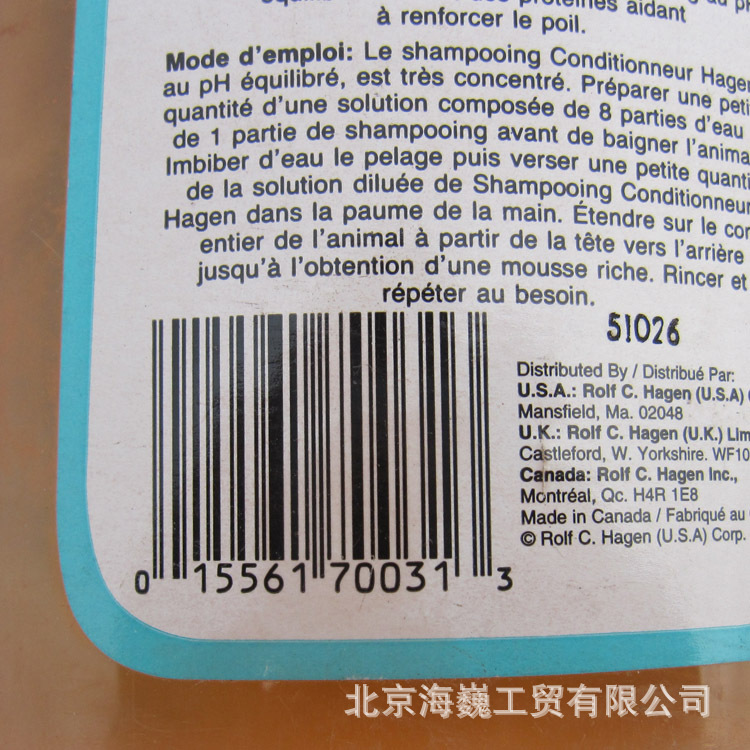 protéines aidant
à renforcer le poil.
Mode d'emploi: Le shampooing Conditionneur Hagen
au pH équilibré, est très concentré. Préparer une
quantité d'une solution composée de 8 parties d'eau
de 1 partie de shampooing avant de baigner
Imbiber d'eau le pelage puis verser une petite
de la solution diluée de Shampooing Conditionneur
Hagen dans la paume de la main. Étendre sur le
entier de l'animal à partir de la tête vers l'arrière
jusqu'à l'obtention d'une mousse riche. Rincer et
répéter au besoin.
51026
Distributed By / Distribué Par:
U.S.A.: Rolf C. Hagen (U.S.A)
Mansfield, Ma. 02048
U.K.: Rolf C. Hagen (U.K.)
Castleford, W. Yorkshire. WF10
Canada: Rolf C. Hagen Inc.,
Montréal, Qc. H4R 1E8
Made in Canada / Fabriqué au
© Rolf C. Hagen (U.S.A) Corp.
0 15561 70031 3
北京海巍工贸有限公司